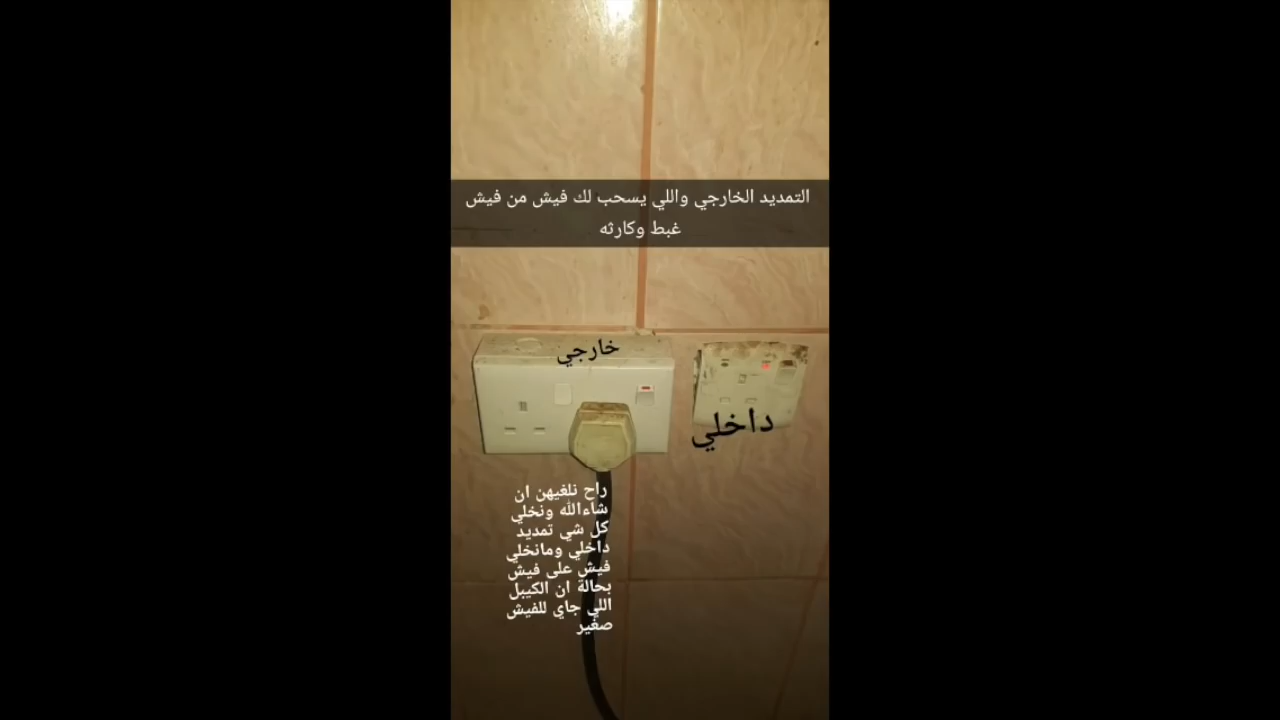 التمديد الخارجي واللي يسحب لك فيش من فيش
غبط وكارثه
خارجي
داخلي
راح نلغيهن ان
شاءالله ونخلي
كل شي تمديد
داخلي ومانخلي
فيش على فيش
بحالة ان الكيبل
اللي جاي للفيش
صغير